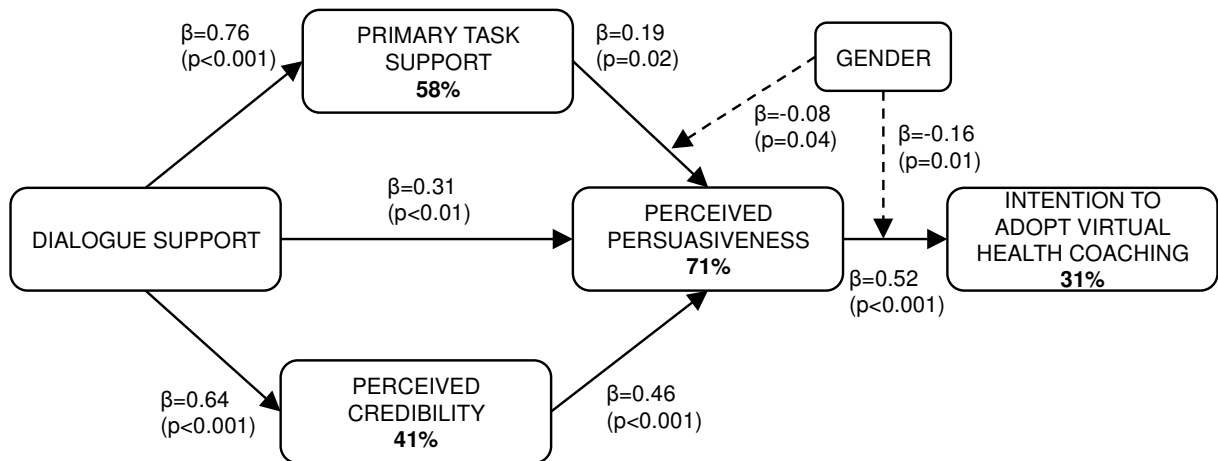 β=0.76
(p<0.001)
PRIMARY TASK
SUPPORT
58%
β=0.19
(p=0.02)
GENDER
β=-0.08
(p=0.04)
β=-0.16
(p=0.01)
DIALOGUE SUPPORT
β=0.31
(p<0.01)
PERCEIVED
PERSUASIVENESS
71%
β=0.52
(p<0.001)
INTENTION TO
ADOPT VIRTUAL
HEALTH COACHING
31%
β=0.64
(p<0.001)
PERCEIVED
CREDIBILITY
41%
β=0.46
(p<0.001)